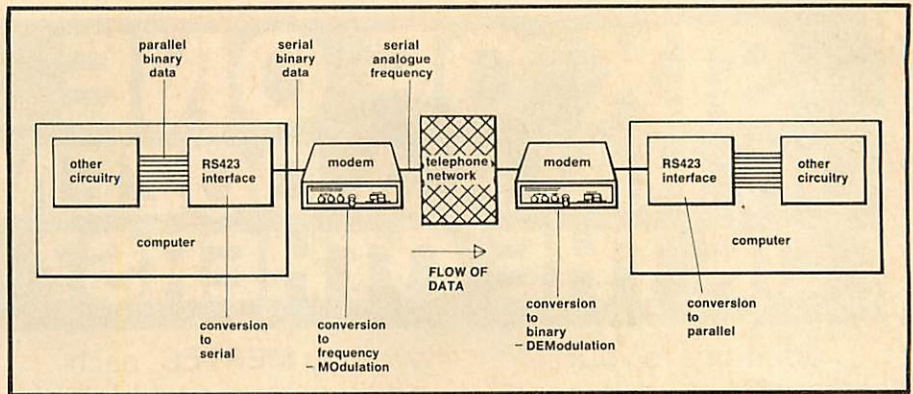 parallel
binary
data
serial
binary
data
serial
analogue
frequency
other
circuitry
RS423
interface
modem
telephone
network
modem
RS423
interface
other
circuitry
computer
computer
FLOW OF
DATA
conversion
to
serial
conversion
to
frequency
– MOdulation
conversion
to
binary
– DEModulation
conversion
to
parallel